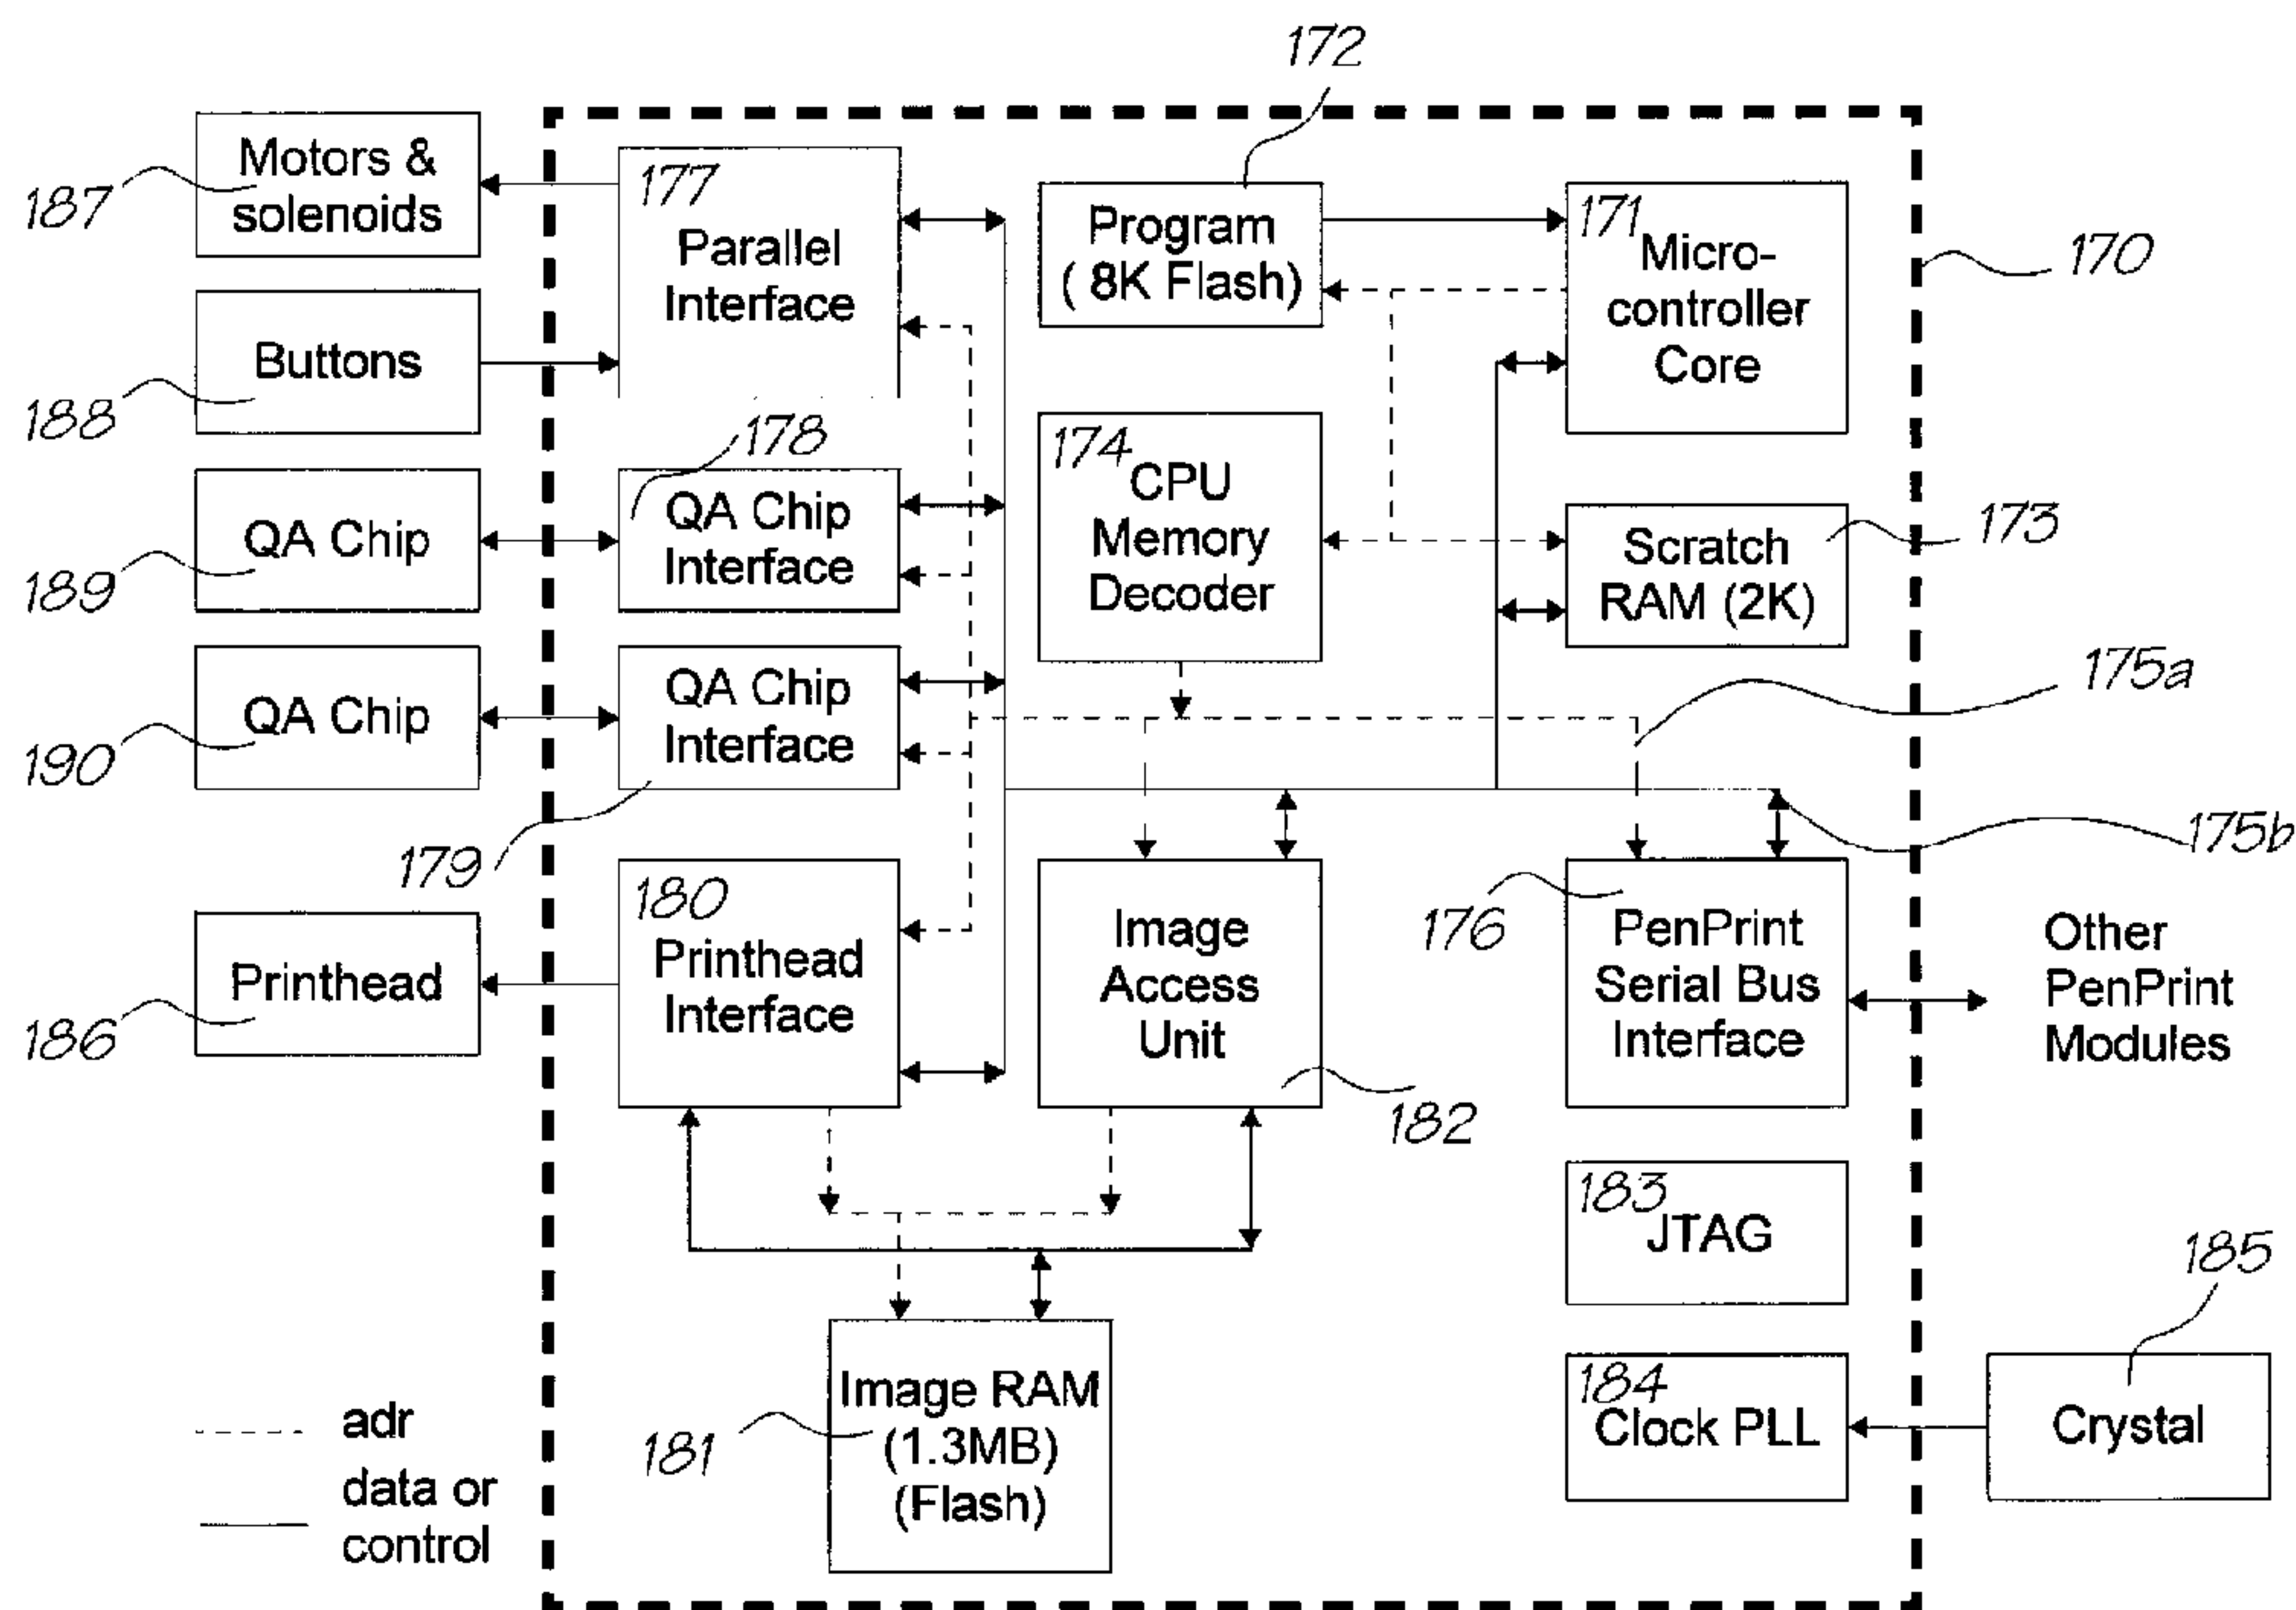 172
Motors &
solenoids
187
177
Parallel
Interface
Program
( 8K Flash)
171
Micro-
controller
Core
170
Buttons
188
178
174
CPU
Memory
Decoder
QA Chip
189
QA Chip
Interface
Scratch
RAM (2K)
173
QA Chip
190
QA Chip
Interface
179
175a
175b
180
Printhead
Interface
Printhead
186
Image
Access
Unit
182
176
PenPrint
Serial Bus
Interface
Other
PenPrint
Modules
183
JTAG
185
Image RAM
(1.3MB)
(Flash)
181
184
Clock PLL
Crystal
adr
data or
control